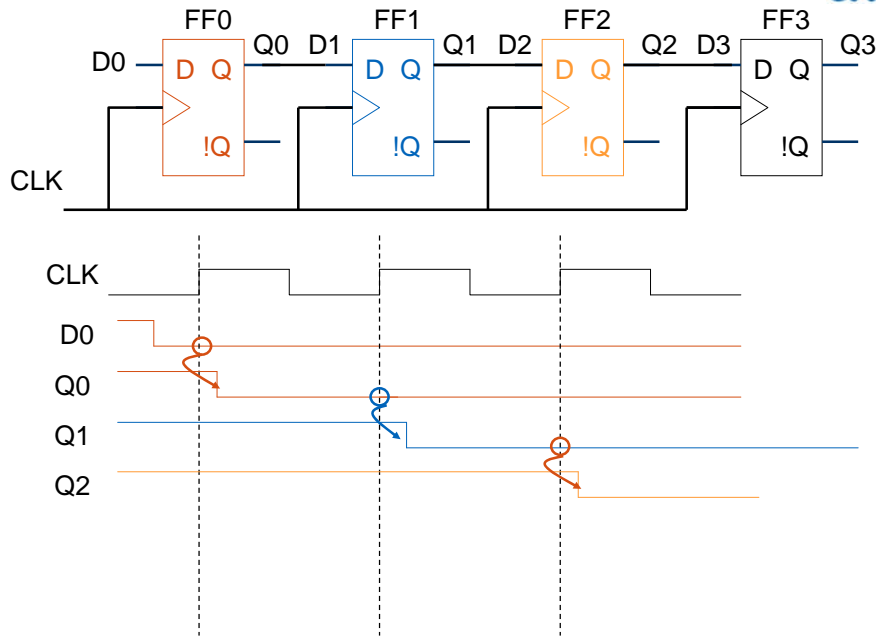 FF0 FF1 FF2 FF3
D0 Q0 D1 Q1 D2 Q2 D3 Q3
D Q D Q D Q D Q
!Q !Q !Q !Q
CLK
CLK
D0
Q0
Q1
Q2